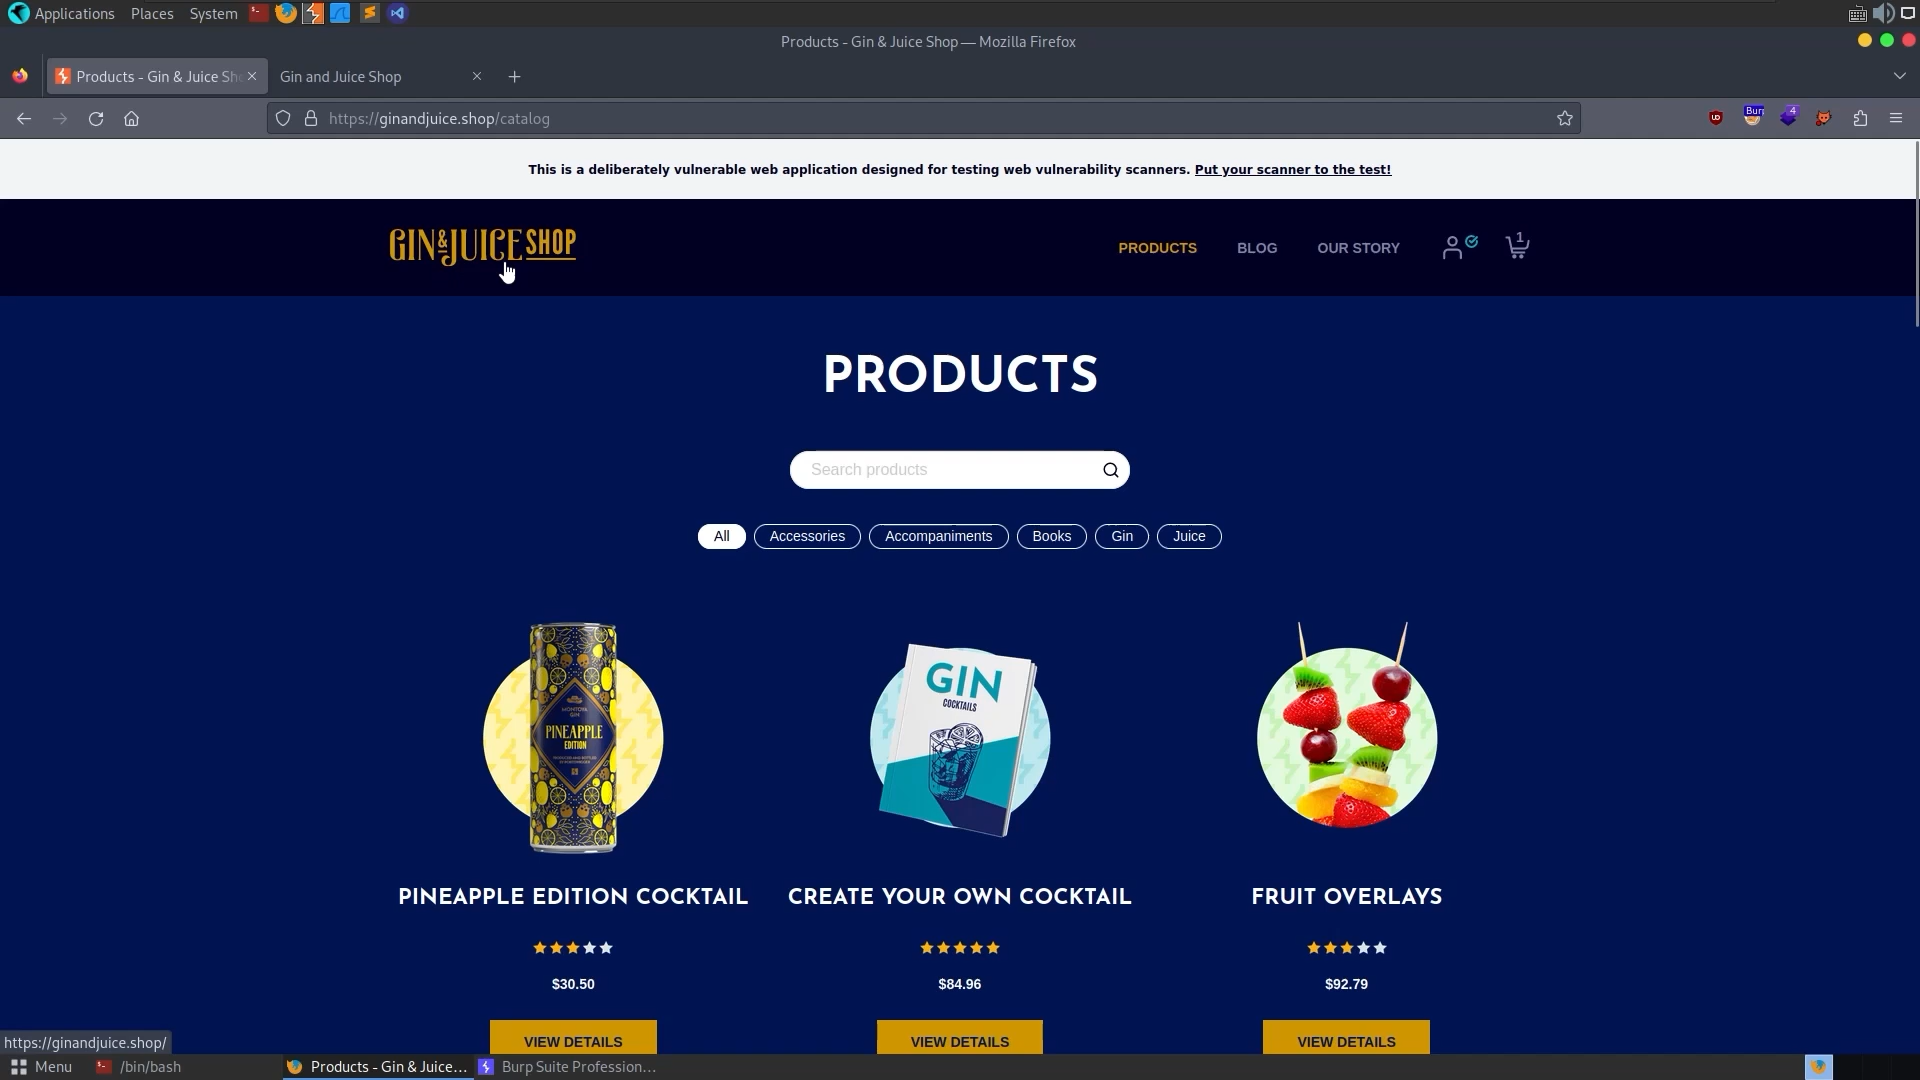 Applications Places System
Products - Gin & Juice Shop — Mozilla Firefox
Products - Gin & Juice Sh
Gin and Juice Shop
https://ginandjuice.shop/catalog
Burp
4
This is a deliberately vulnerable web application designed for testing web vulnerability scanners. Put your scanner to the test!
GIN & JUICE SHOP
PRODUCTS
BLOG
OUR STORY
1
PRODUCTS
Search products
All
Accessories
Accompaniments
Books
Gin
Juice
PINEAPPLE
EDITION
GIN
COCKTAILS
PINEAPPLE EDITION COCKTAIL
CREATE YOUR OWN COCKTAIL
FRUIT OVERLAYS
$30.50
$84.96
$92.79
VIEW DETAILS
VIEW DETAILS
VIEW DETAILS
https://ginandjuice.shop/
Menu
/bin/bash
Products - Gin & Juice...
Burp Suite Profession...